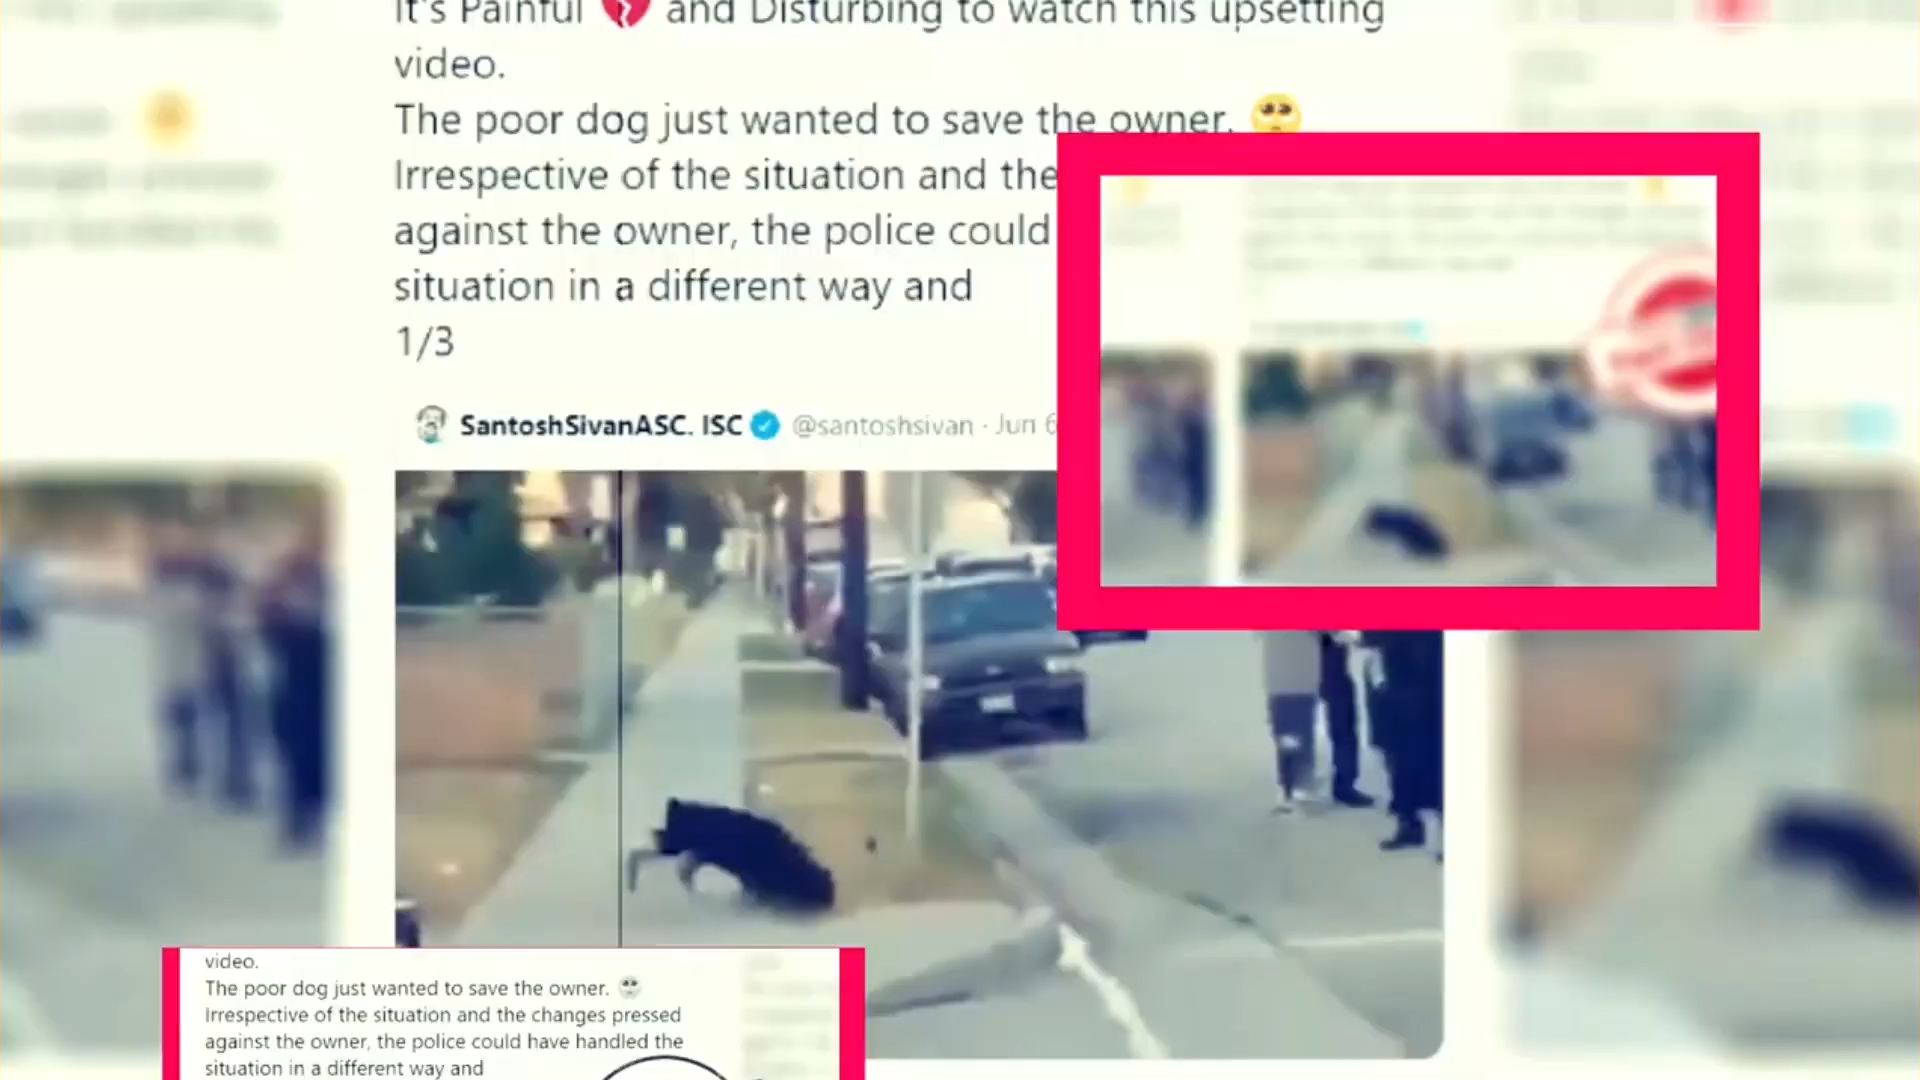 It's Painful 💔 and Disturbing to watch this upsetting
video.
The poor dog just wanted to save the owner. 🥺
Irrespective of the situation and the
against the owner, the police could
situation in a different way and
1/3
SantoshSivanASC. ISC @santoshsivan · Jun 6
video.
The poor dog just wanted to save the owner. 🥺
Irrespective of the situation and the changes pressed
against the owner, the police could have handled the
situation in a different way and